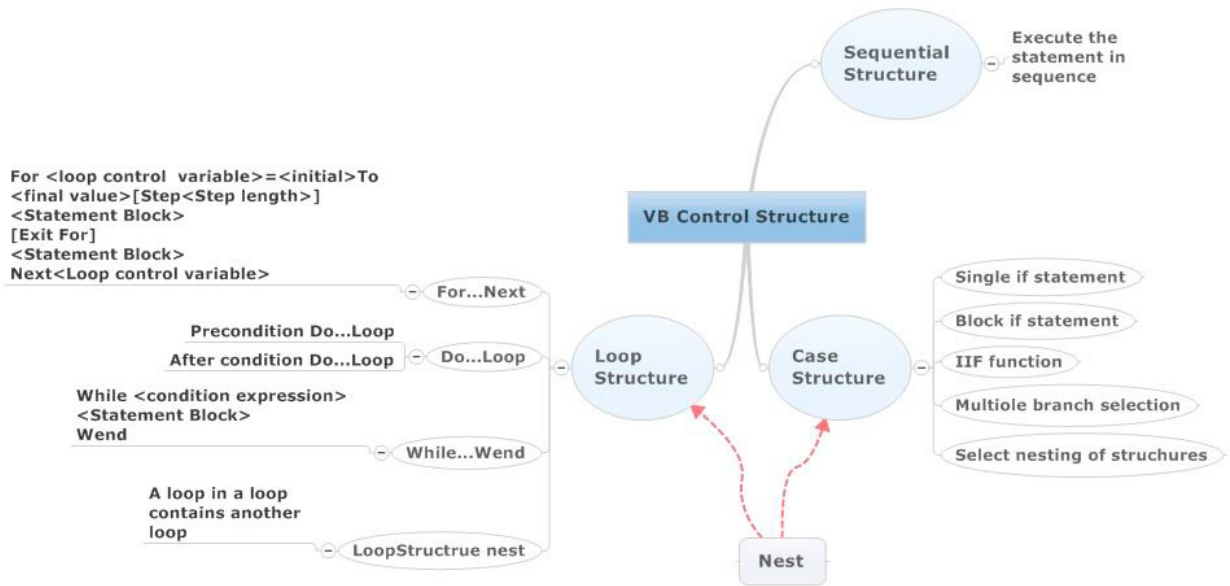 Sequential
Structure
Execute the
statement in
sequence
VB Control Structure
For <loop control  variable>=<initial>To
<final value>[Step<Step length>]
<Statement Block>
[Exit For]
<Statement Block>
Next<Loop control variable>
For...Next
Precondition Do...Loop
After condition Do...Loop
Do...Loop
While <condition expression>
<Statement Block>
Wend
While...Wend
A loop in a loop
contains another
loop
LoopStructrue nest
Loop
Structure
Case
Structure
Single if statement
Block if statement
IIF function
Multiole branch selection
Select nesting of struchures
Nest